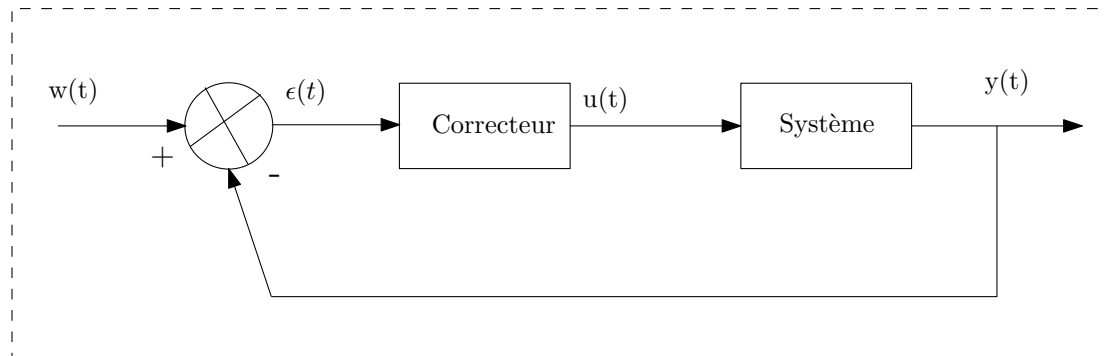 w(t)
ϵ(t)
Correcteur
u(t)
Système
y(t)
+
-